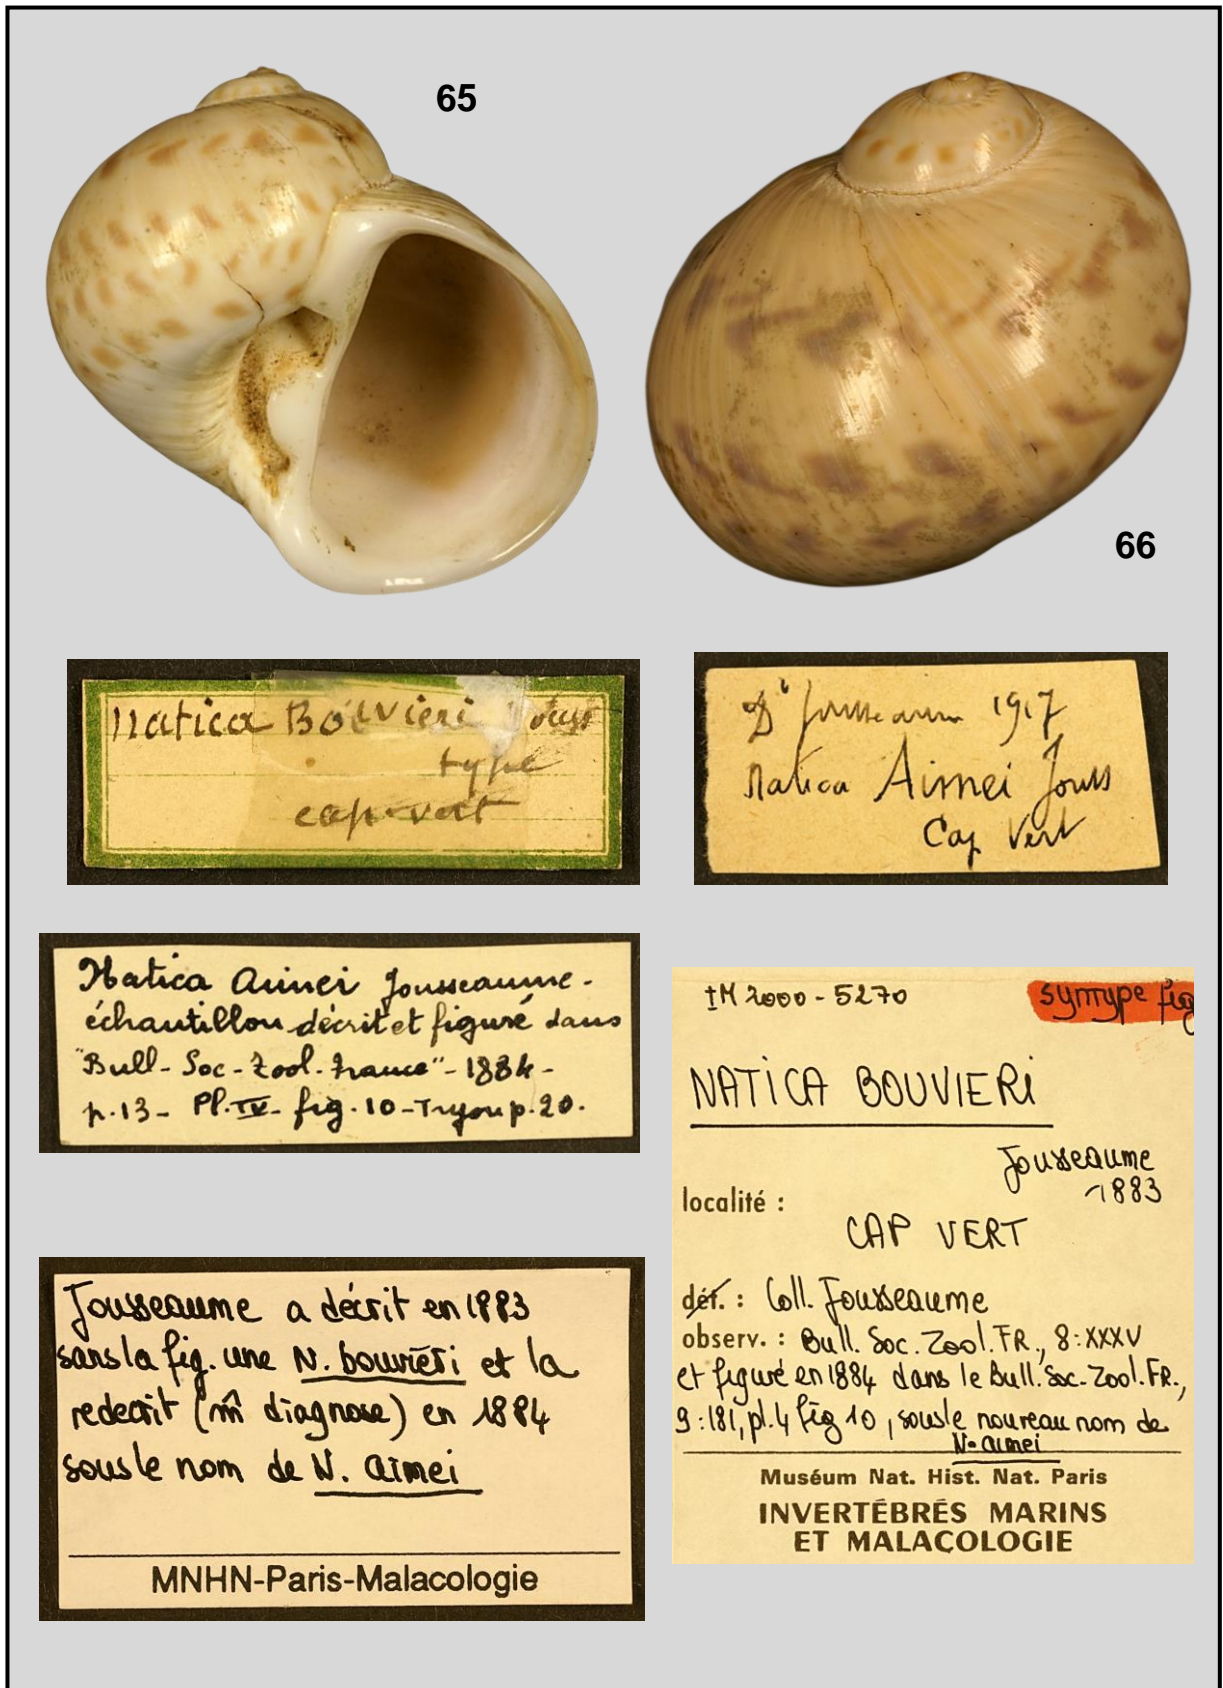 65
66
Natica Bouvieri Jouss
type
cap-vert
Dr Jousseaume 1917
Natica Aimei Jouss
Cap Vert
Natica Aimei Jousseaume-
échantillon décrit et figuré dans
"Bull- Soc- Zool- France"- 1884-
p.13- Pl.IV- fig.10-Tryon p.20.
IM 2000 - 5270
syntype fig
NATICA BOUVIERI
Jousseaume
1883
localité :
CAP VERT
dét. : Coll. Jousseaume
observ. : Bull. Soc. Zool. FR., 8:XXXV
et figuré en 1884 dans le Bull. Soc. Zool. FR.,
9:181, pl.4 fig 10, sous le nouveau nom de
N. aimei
Muséum Nat. Hist. Nat. Paris
INVERTÉBRÉS MARINS
ET MALACOLOGIE
Jousseaume a décrit en 1883
sans la fig. une N. bouvieri et la
redecrit (m̂ diagnose) en 1884
sous le nom de N. aimei
MNHN-Paris-Malacologie